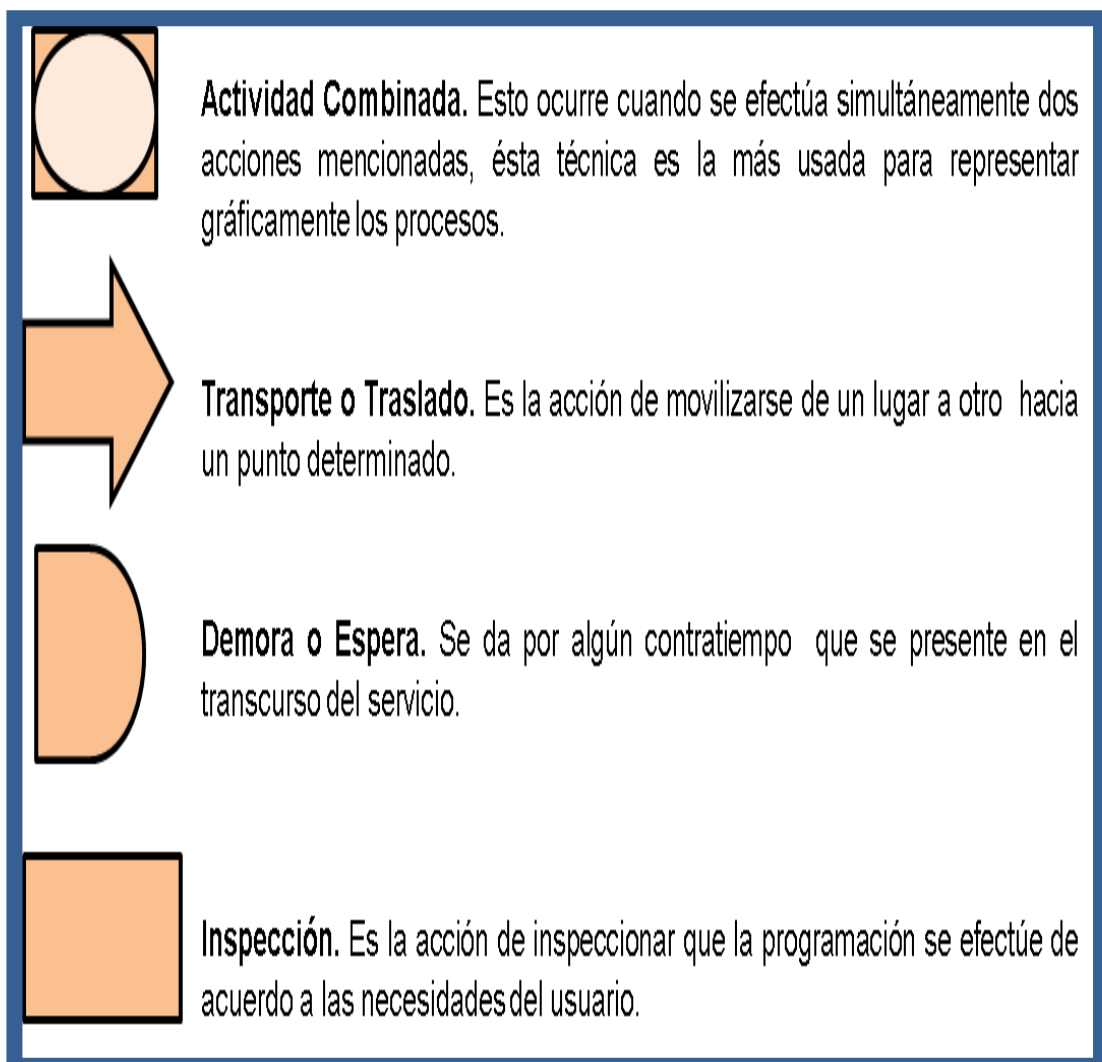 Actividad Combinada. Esto ocurre cuando se efectúa simultáneamente dos
acciones mencionadas, ésta técnica es la más usada para representar
gráficamente los procesos.
Transporte o Traslado. Es la acción de movilizarse de un lugar a otro hacia
un punto determinado.
Demora o Espera. Se da por algún contratiempo que se presente en el
transcurso del servicio.
Inspección. Es la acción de inspeccionar que la programación se efectúe de
acuerdo a las necesidades del usuario.